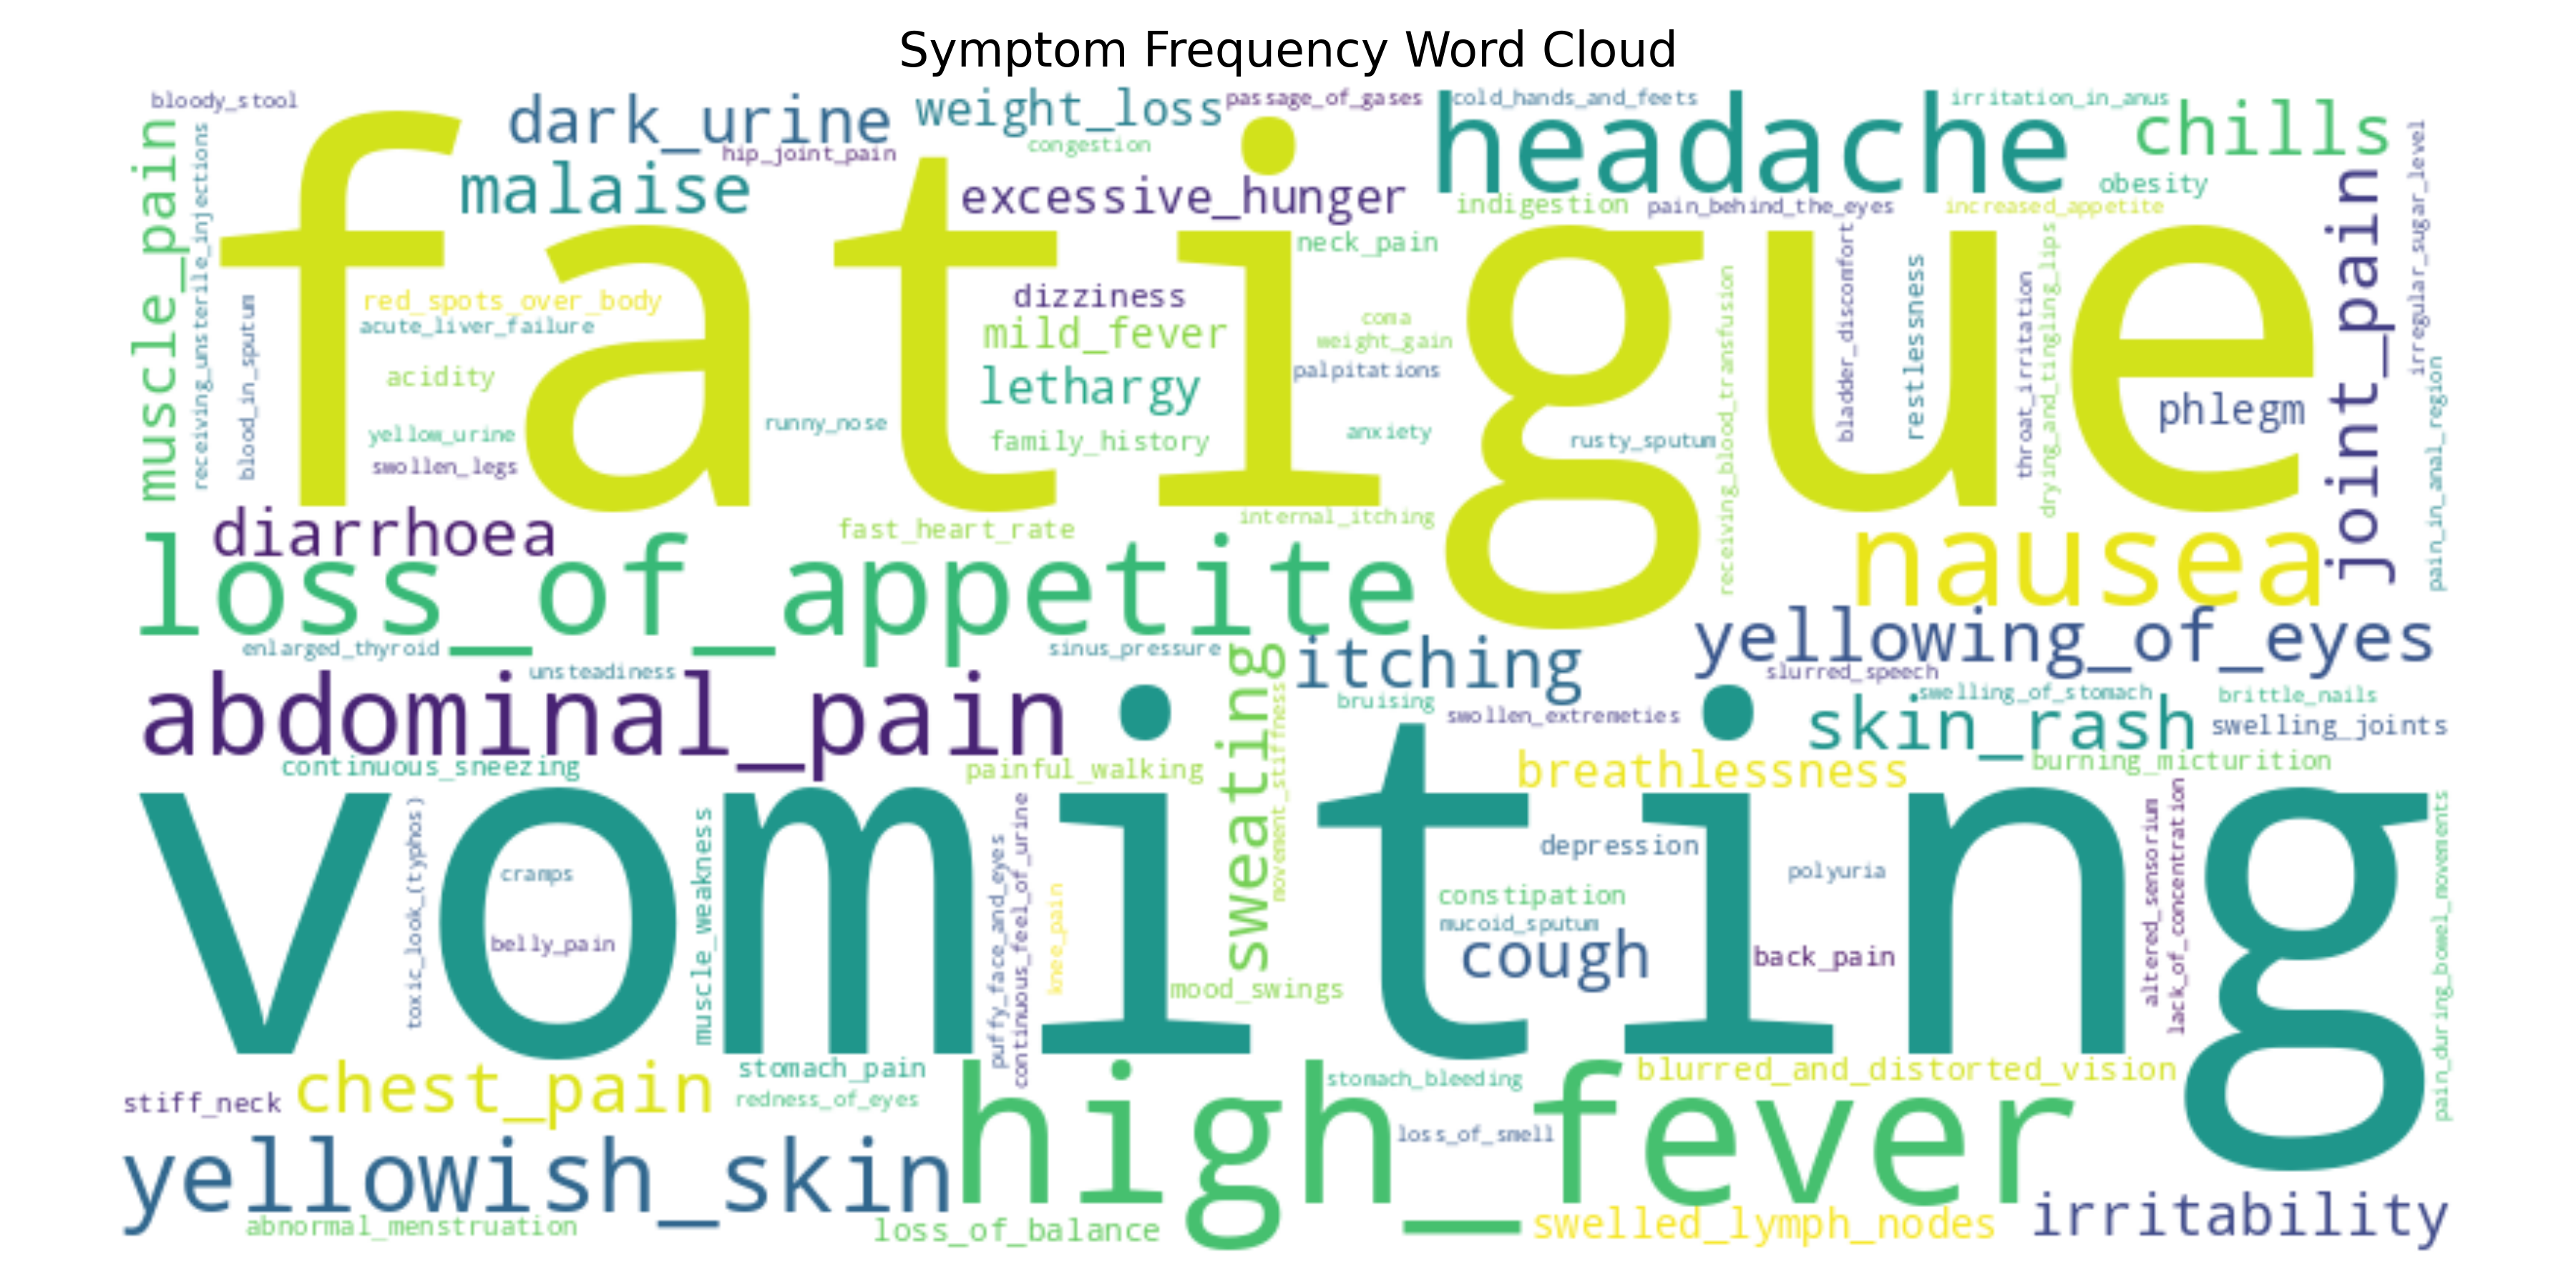 Symptom Frequency Word Cloud
bloody_stool
dark_urine
weight_loss
passage_of_gases
headache
cold_hands_and_feets
irritation_in_anus
chills
hip_joint_pain
congestion
malaise
excessive_hunger
indigestion
pain_behind_the_eyes
increased_appetite
obesity
muscle_pain
receiving_unsterile_injections
blood_in_sputum
fatigue
neck_pain
irregular_sugar_level
joint_pain
red_spots_over_body
acute_liver_failure
acidity
yellow_urine
swollen_legs
runny_nose
dizziness
mild_fever
lethargy
family_history
coma
weight_gain
palpitations
anxiety
rusty_sputum
receiving_blood_transfusion
bladder_discomfort
restlessness
throat_irritation
drying_and_tingling_lips
phlegm
pain_in_anal_region
diarrhoea
fast_heart_rate
internal_itching
nausea
loss_of_appetite
enlarged_thyroid
sinus_pressure
unsteadiness
itching
yellowing_of_eyes
slurred_speech
abdominal_pain
sweating
movement_stiffness
bruising
swollen_extremeties
swelling_of_stomach
brittle_nails
skin_rash
swelling_joints
continuous_sneezing
painful_walking
breathlessness
burning_micturition
vomiting
toxic_look_(typhos)
cramps
belly_pain
muscle_weakness
puffy_face_and_eyes
continuous_feel_of_urine
knee_pain
mood_swings
depression
constipation
mucoid_sputum
cough
polyuria
back_pain
altered_sensorium
lack_of_concentration
pain_during_bowel_movements
stiff_neck
chest_pain
stomach_pain
redness_of_eyes
high_fever
stomach_bleeding
loss_of_smell
blurred_and_distorted_vision
yellowish_skin
abnormal_menstruation
loss_of_balance
swelled_lymph_nodes
irritability